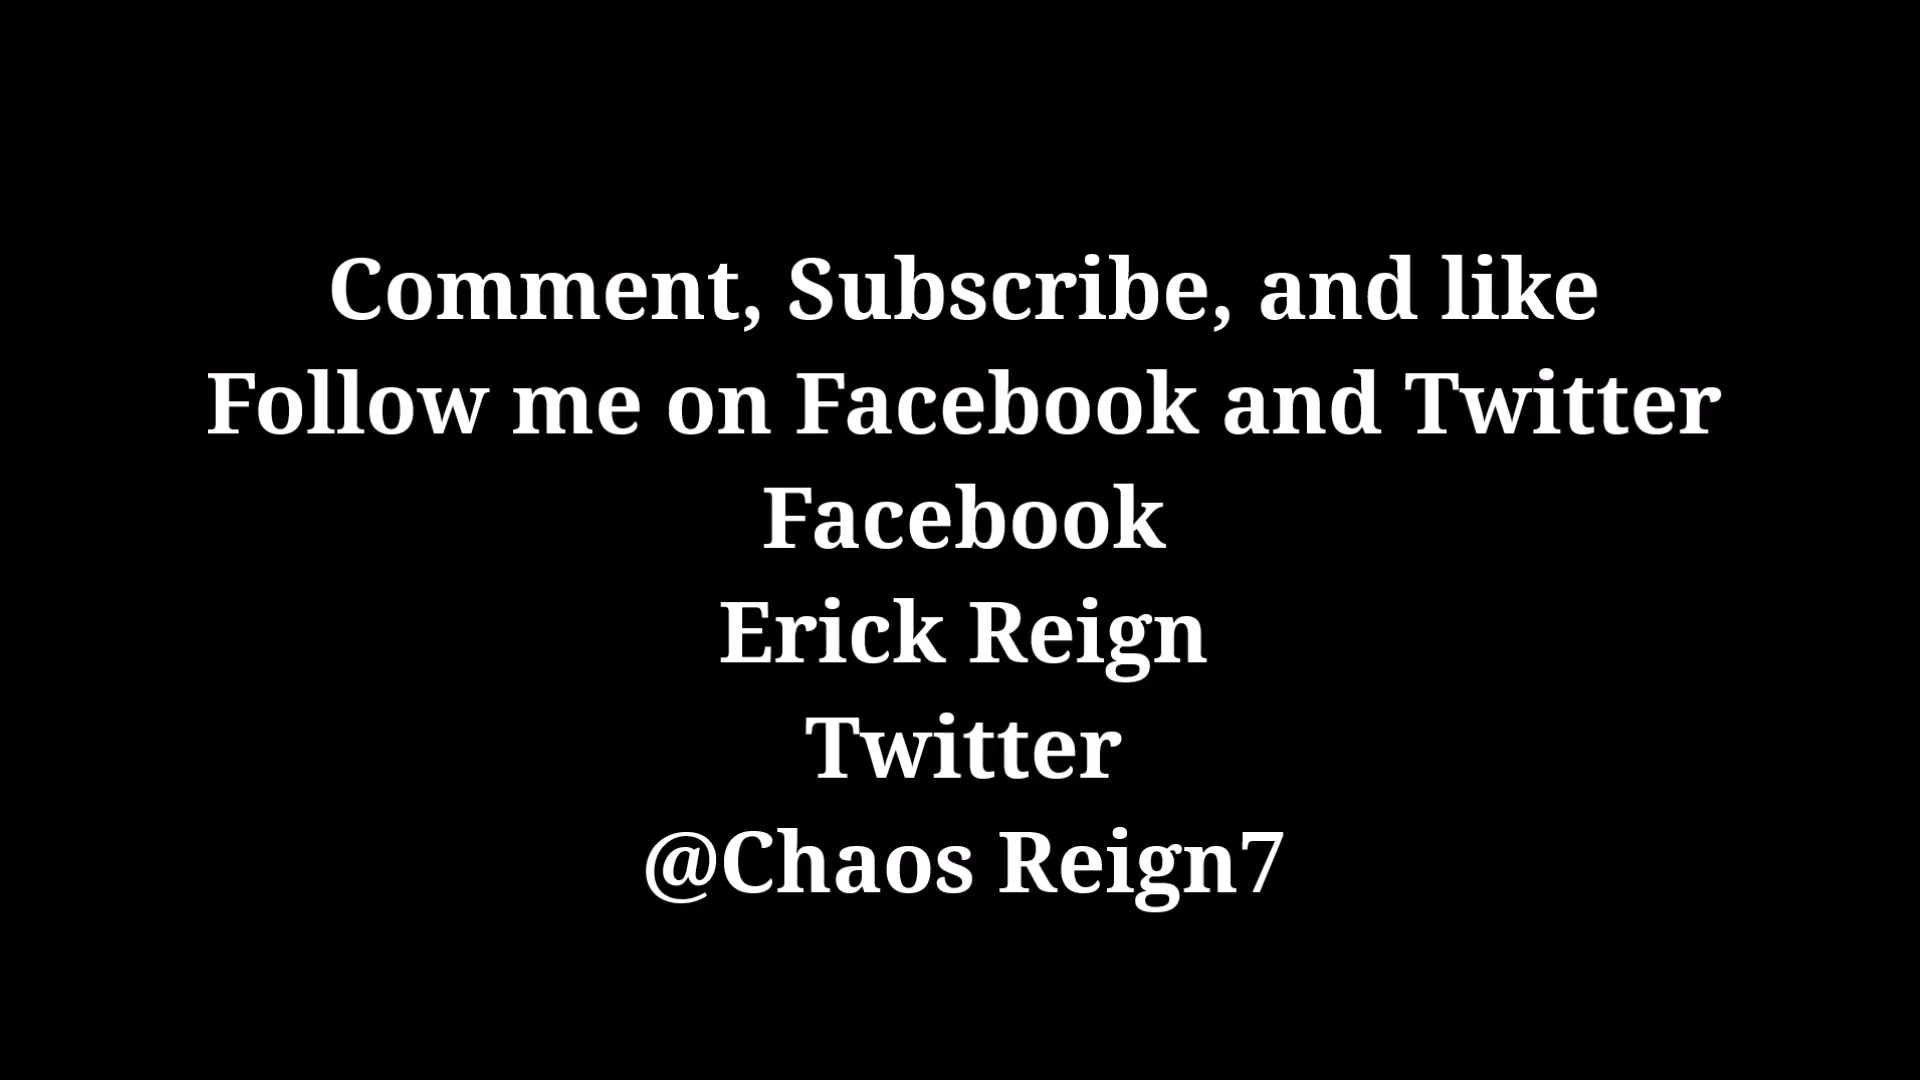 Comment, Subscribe, and like
Follow me on Facebook and Twitter
Facebook
Erick Reign
Twitter
@Chaos Reign7